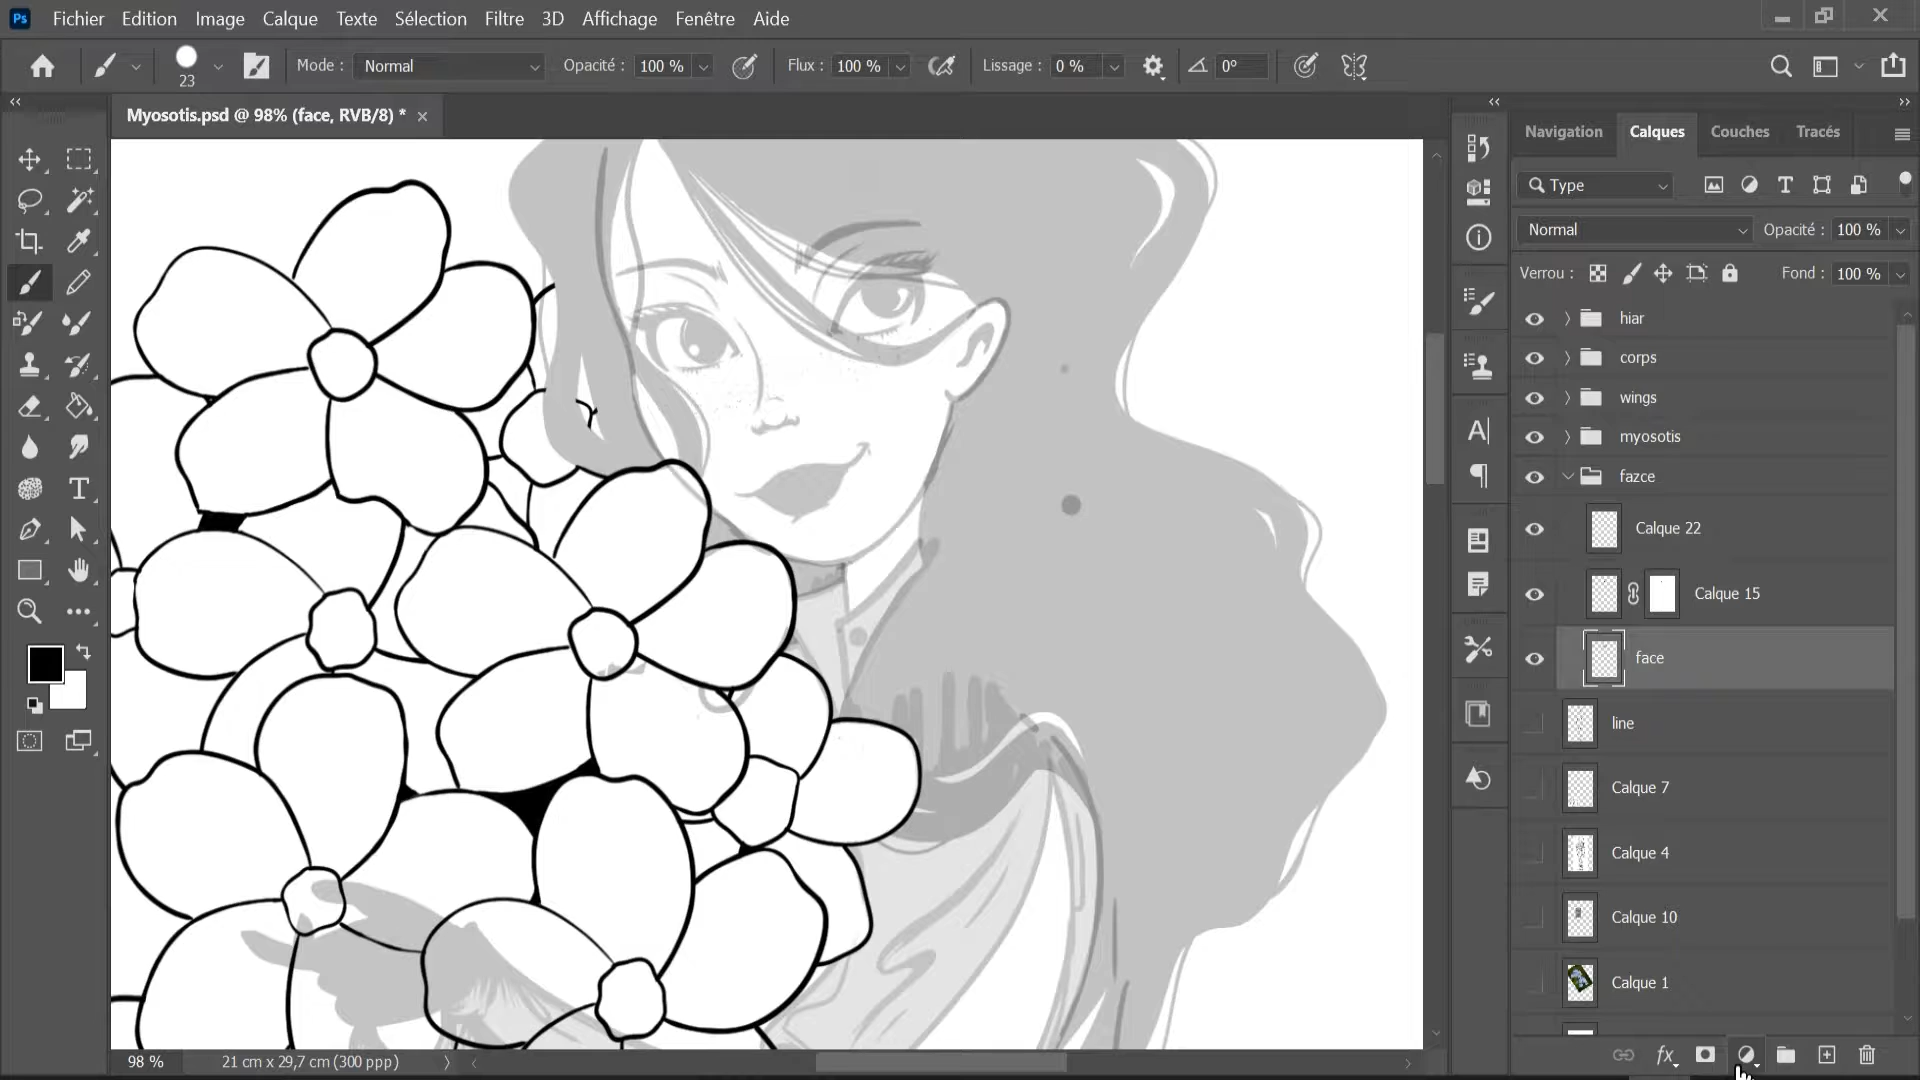 Ps Fichier Edition Image Calque Texte Sélection Filtre 3D Affichage Fenêtre Aide
23 Mode : Normal Opacité : 100 % Flux : 100 % Lissage : 0 % 0°
Myosotis.psd @ 98% (face, RVB/8) *
Navigation Calques Couches Tracés
Type
Normal Opacité : 100 %
Verrou : Fond : 100 %
hiar
corps
wings
myosotis
fazce
Calque 22
Calque 15
face
line
Calque 7
Calque 4
Calque 10
Calque 1
98 % 21 cm x 29,7 cm (300 ppp)
fx